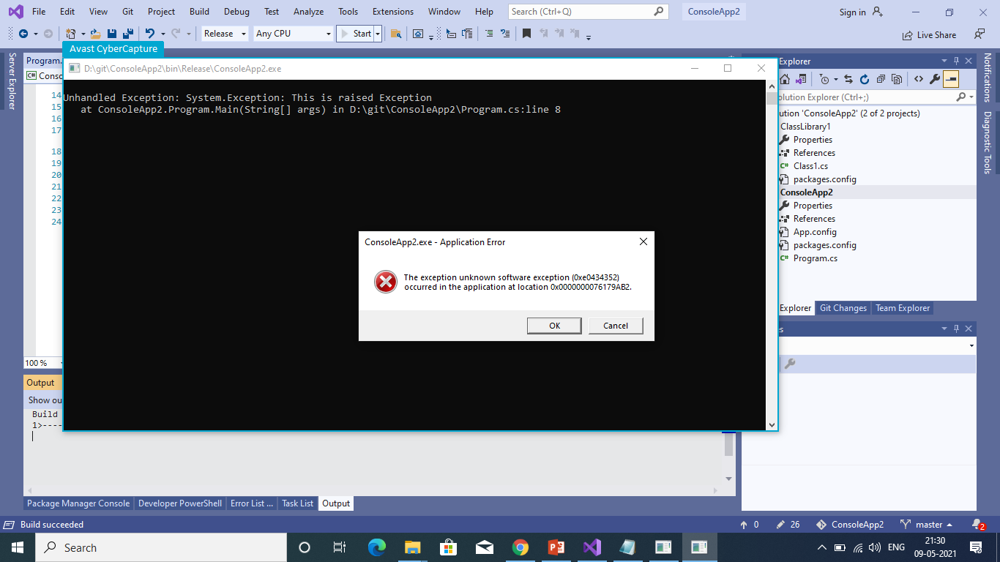 File Edit View Git Project Build Debug Test Analyze Tools Extensions Window Help Search (Ctrl+Q) ConsoleApp2 Sign in
Release Any CPU Start Live Share
Avast CyberCapture
Server Explorer
Program.
D:\git\ConsoleApp2\bin\Release\ConsoleApp2.exe
Explorer
Notifications
C# Conso
Unhandled Exception: System.Exception: This is raised Exception
at ConsoleApp2.Program.Main(String[] args) in D:\git\ConsoleApp2\Program.cs:line 8
14
15
16
17
18
19
20
21
22
23
24
olution Explorer (Ctrl+;)
ution 'ConsoleApp2' (2 of 2 projects)
ClassLibrary1
Properties
References
C# Class1.cs
packages.config
ConsoleApp2
Properties
References
App.config
packages.config
C# Program.cs
Diagnostic Tools
ConsoleApp2.exe - Application Error
The exception unknown software exception (0xe0434352)
occurred in the application at location 0x0000000076179AB2.
OK Cancel
Explorer Git Changes Team Explorer
es
100 %
Output
Show ou
Build
1>----
Package Manager Console Developer PowerShell Error List ... Task List Output
Build succeeded 0 26 ConsoleApp2 master 2
Search ENG 21:30
09-05-2021